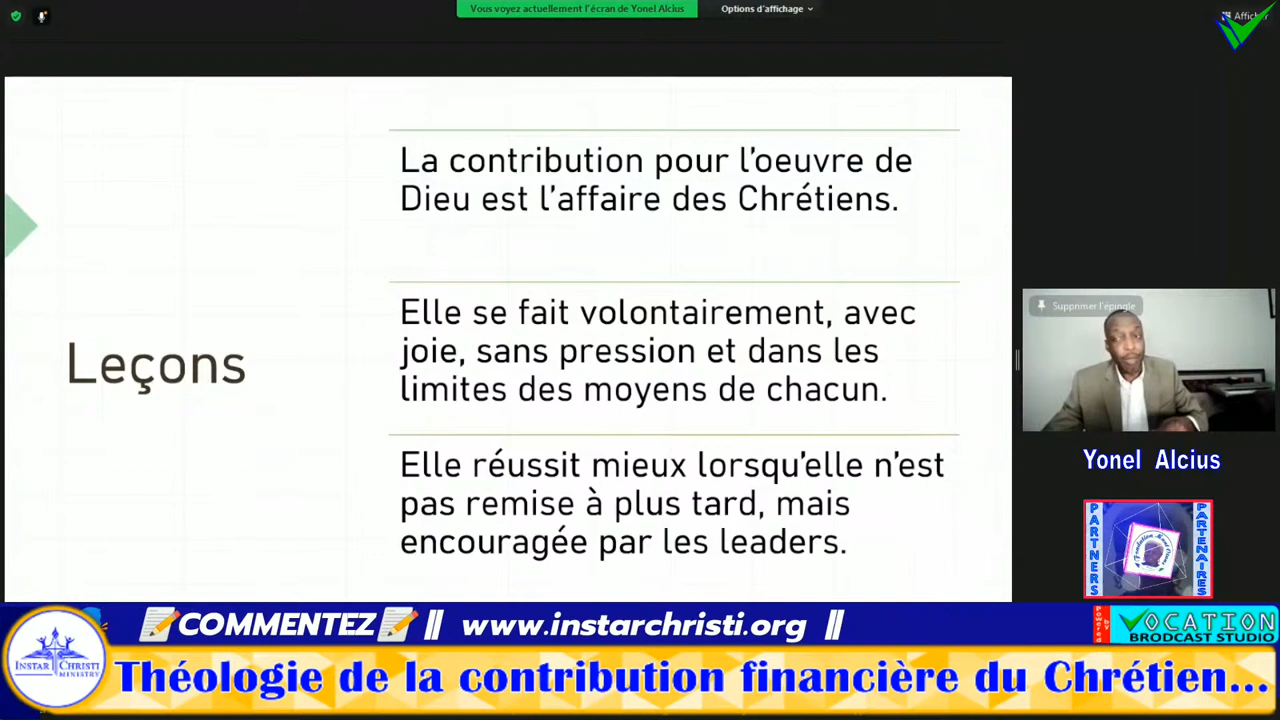 Vous voyez actuellement l'écran de Yonel Alcius
Options d'affichage
Afficher
La contribution pour l'oeuvre de
Dieu est l'affaire des Chrétiens.
Leçons
Elle se fait volontairement, avec
joie, sans pression et dans les
limites des moyens de chacun.
Elle réussit mieux lorsqu'elle n'est
pas remise à plus tard, mais
encouragée par les leaders.
Supprimer l'épingle
Yonel Alcius
PARTNERS
PARTENAIRES
COMMENTEZ || www.instarchristi.org ||
Powered by
VOCATION
BRODCAST STUDIO
INSTAR CHRISTI
MINISTRY
Théologie de la contribution financière du Chrétien...